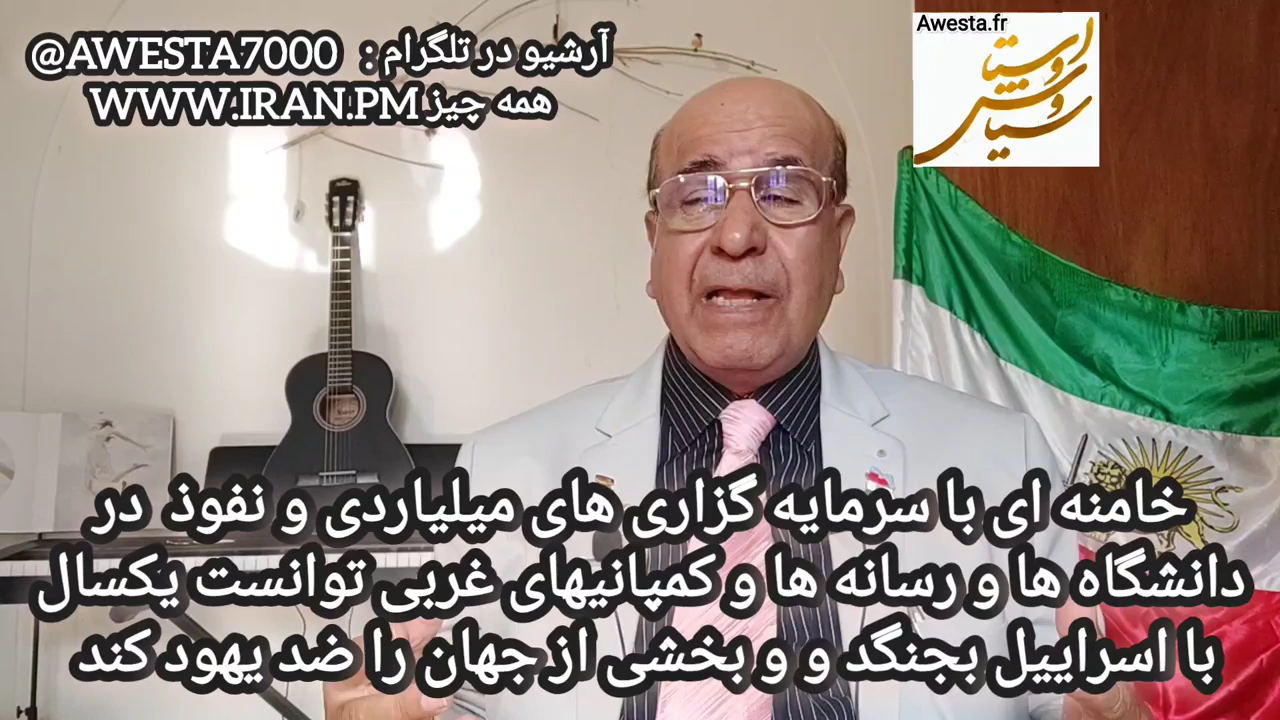 آرشیو در تلگرام : @AWESTA7000
همه چیز WWW.IRAN.PM
Awesta.fr
اوستا
و
سیاوش
خامنه ای با سرمایه گزاری های میلیاردی و نفوذ در
دانشگاه ها و رسانه ها و کمپانیهای غربی توانست یکسال
با اسراییل بجنگد و و بخشی از جهان را ضد یهود کند